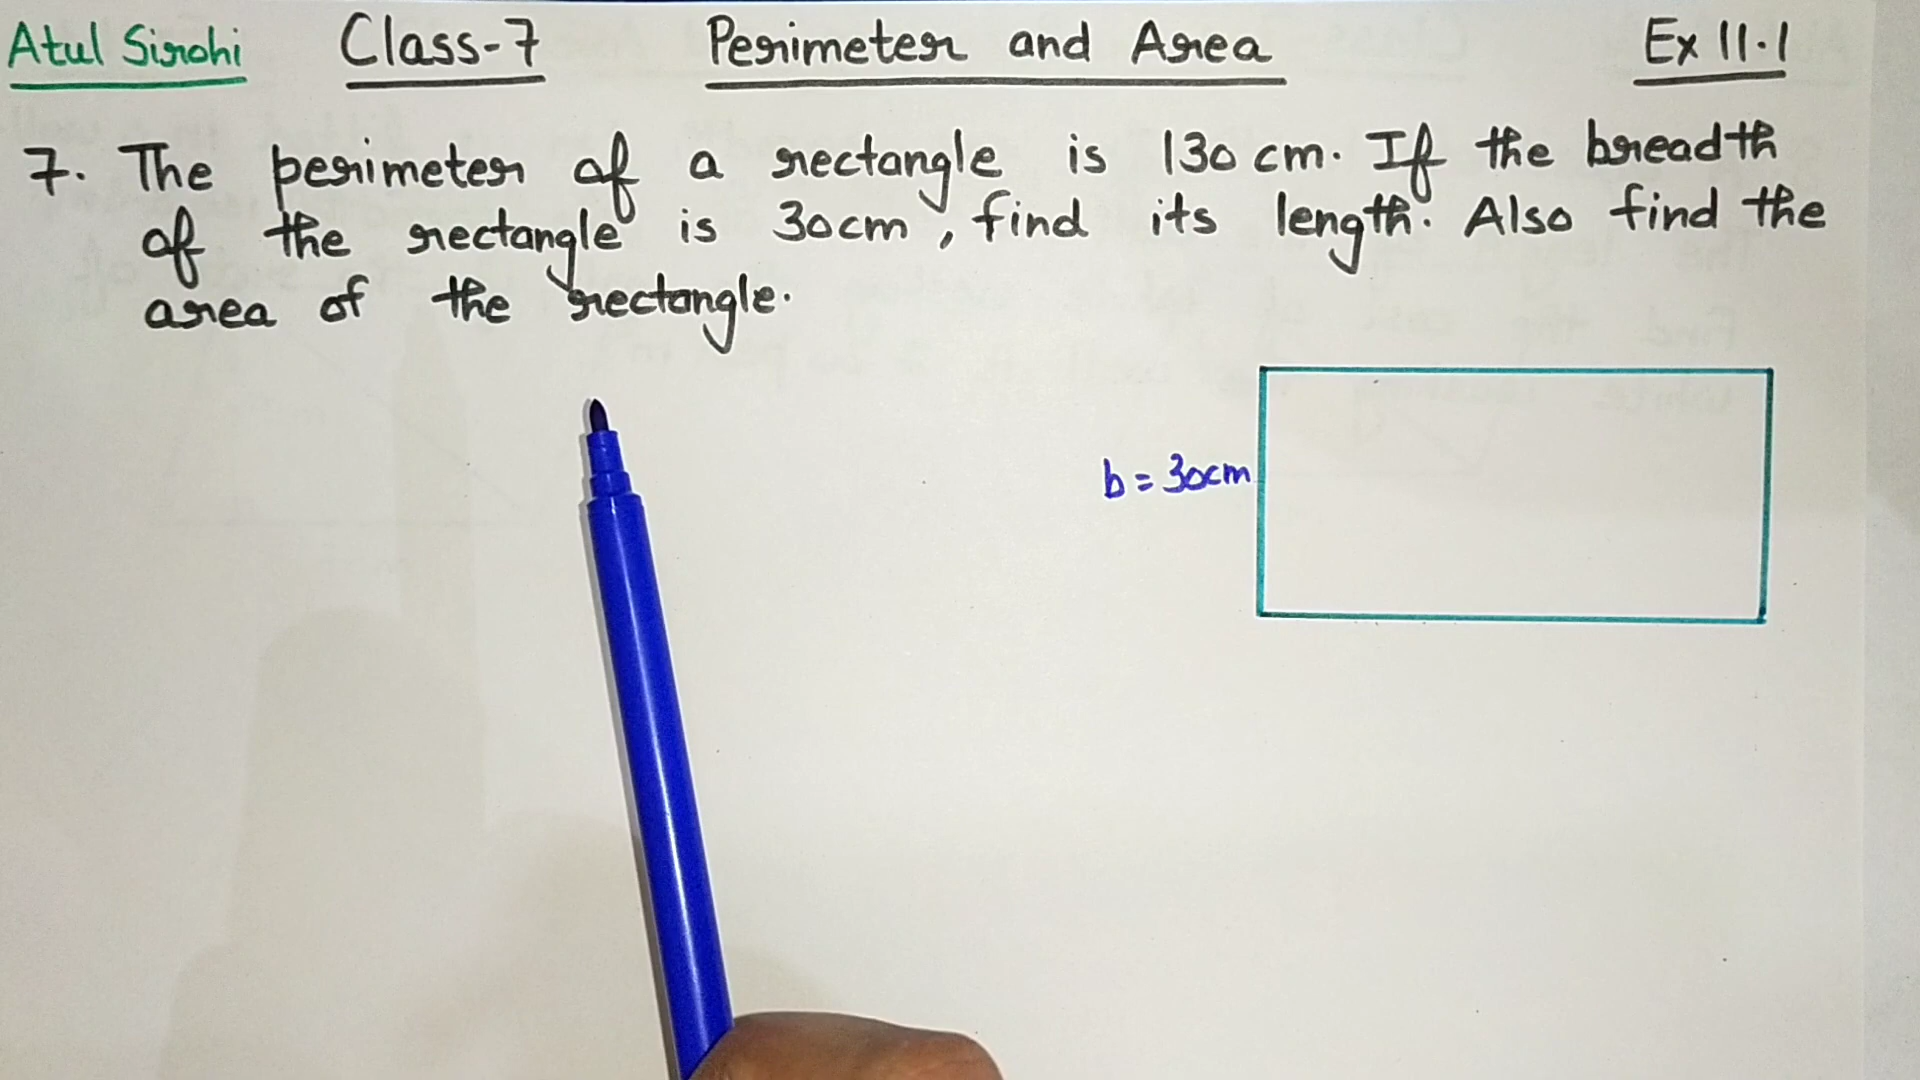 Atul Sirohi Class-7 Perimeter and Area Ex 11.1
7. The perimeter of a rectangle is 130 cm. If the breadth
of the rectangle is 30cm, find its length. Also find the
area of the rectangle.
b = 30cm